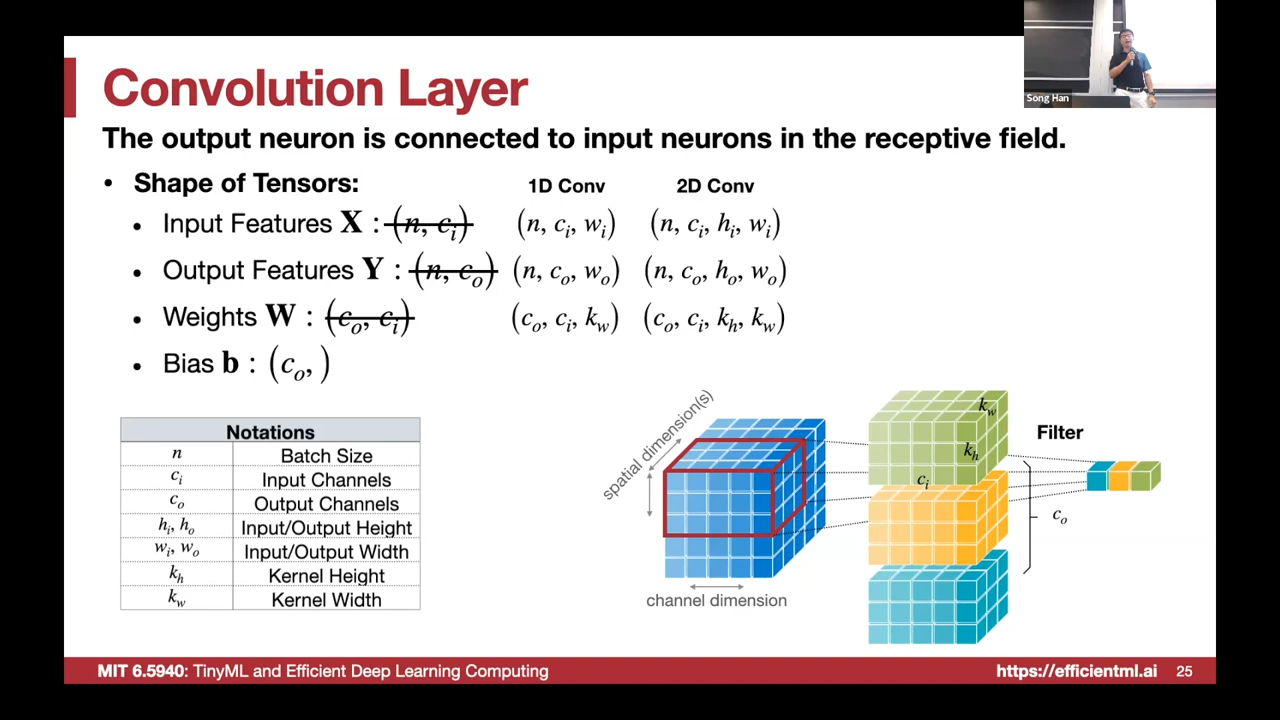 Song Han
Convolution Layer
The output neuron is connected to input neurons in the receptive field.
• Shape of Tensors: 1D Conv 2D Conv
• Input Features X : (n, cᵢ) (n, cᵢ, wᵢ) (n, cᵢ, hᵢ, wᵢ)
• Output Features Y : (n, cₒ) (n, cₒ, wₒ) (n, cₒ, hₒ, wₒ)
• Weights W : (cₒ, cᵢ) (cₒ, cᵢ, k_w) (cₒ, cᵢ, k_h, k_w)
• Bias b : (cₒ, )
Notations
n Batch Size
cᵢ Input Channels
cₒ Output Channels
hᵢ, hₒ Input/Output Height
wᵢ, wₒ Input/Output Width
k_h Kernel Height
k_w Kernel Width
spatial dimension(s)
channel dimension
k_w
k_h
cᵢ
Filter
cₒ
MIT 6.5940: TinyML and Efficient Deep Learning Computing
https://efficientml.ai 25